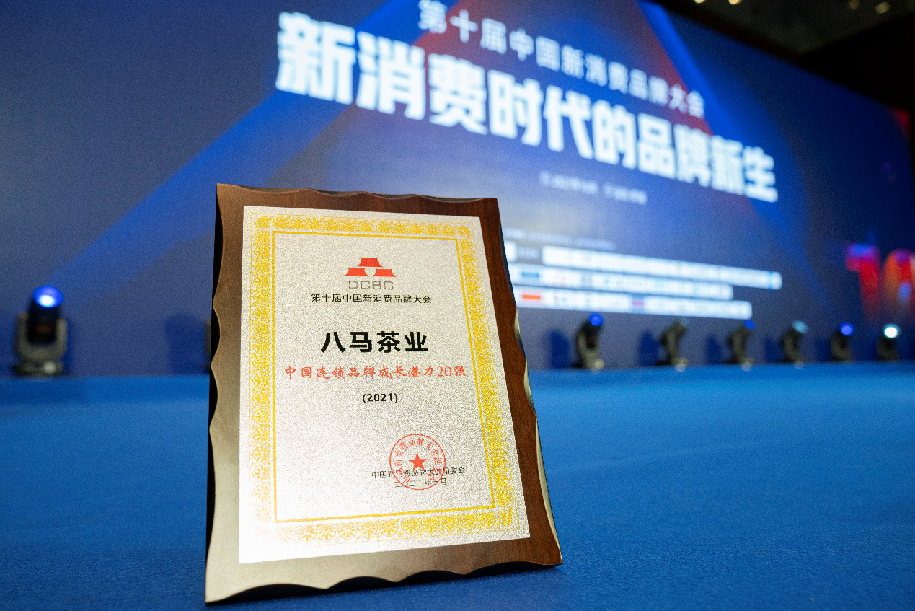 第十届中国新消费品牌大会
新消费时代的品牌新生
CCBC
第十届中国新消费品牌大会
八马茶业
中国连锁品牌成长潜力20强
(2021)